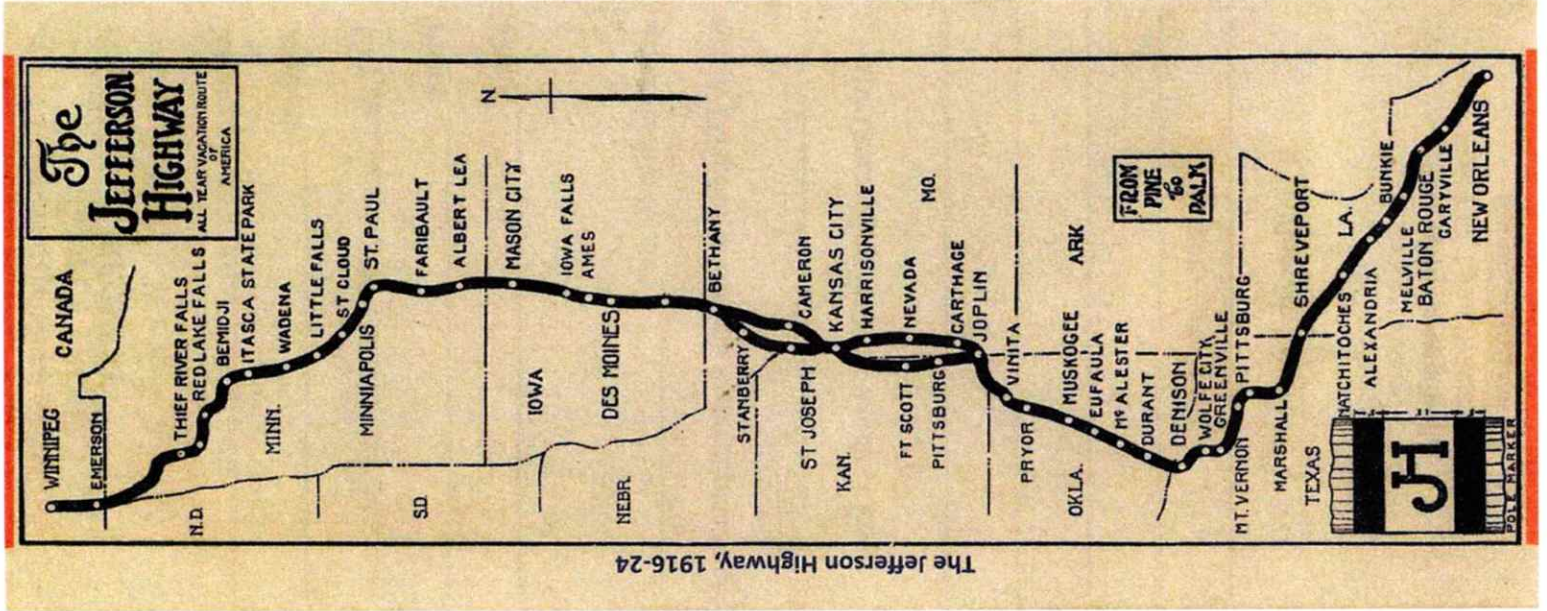 The
JEFFERSON
HIGHWAY
ALL YEAR VACATION ROUTE
OF
AMERICA
N
CANADA
WINNIPEG
EMERSON
THIEF RIVER FALLS
RED LAKE FALLS
BEMIDJI
ITASCA STATE PARK
WADENA
LITTLE FALLS
ST CLOUD
ST. PAUL
MINNIAPOLIS
MINN.
N.D.
S.D.
FARIBAULT
ALBERT LEA
MASON CITY
IOWA FALLS
AMES
IOWA
DES MOINES
NEBR.
BETHANY
STANBERRY
CAMERON
ST JOSEPH
KANSAS CITY
HARRISONVILLE
KAN.
MO.
NEVADA
FT SCOTT
CARTHAGE
PITTSBURG
JOPLIN
VINITA
PRYOR
ARK
MUSKOGEE
OKLA.
EUFAULA
Mc ALESTER
DURANT
DENISON
WOLFE CITY
GREENVILLE
FROM
PINE
to
PALM
MT. VERNON
PITTSBURG
MARSHALL
TEXAS
SHREVEPORT
LA.
NATCHITOCHES
ALEXANDRIA
BUNKIE
MELVILLE
BATON ROUGE
GARYVILLE
NEW ORLEANS
JH
POLE MARKER
The Jefferson Highway, 1916-24